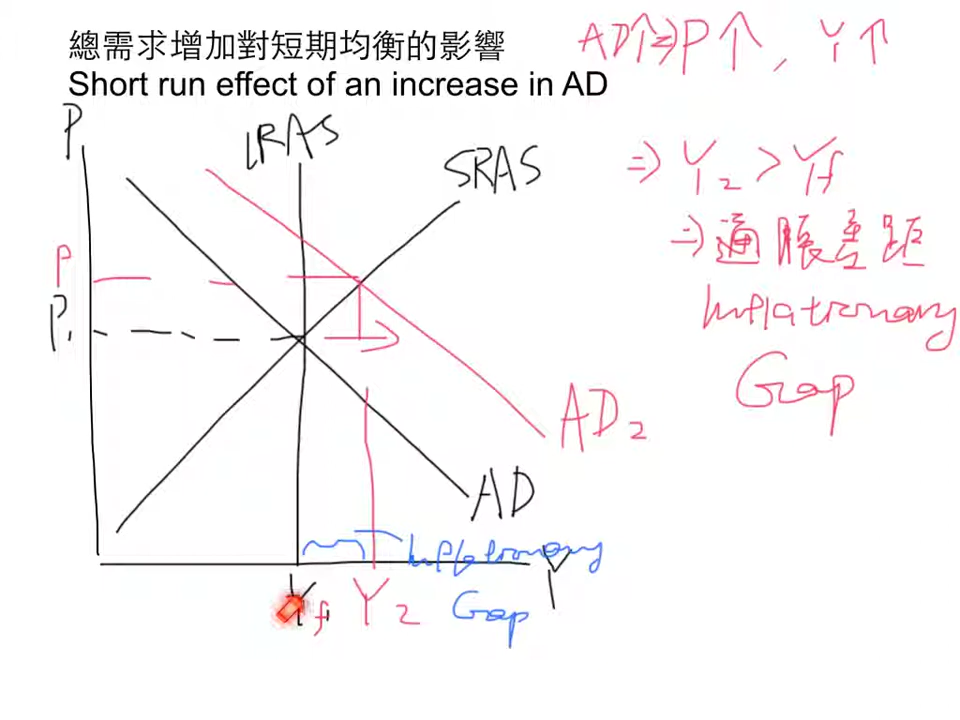 總需求增加對短期均衡的影響
Short run effect of an increase in AD
AD↑⇒P↑, Y↑
P
LRAS
SRAS
⇒ Y₂ > Yf
⇒ 通脹差距
Inflationary
Gap
P
P₁
AD₂
AD
Inflationary
Gap
Y
Yf
Y₂